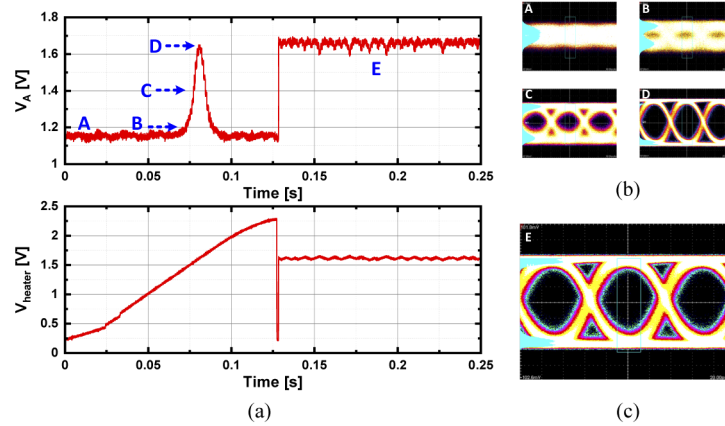 1.8
1.6
1.4
1.2
1
V_A [V]
A
B
C
D
E
0
0.05
0.1
0.15
0.2
0.25
Time [s]
2.5
2
1.5
1
0.5
0
V_heater [V]
0
0.05
0.1
0.15
0.2
0.25
Time [s]
(a)
A
B
C
D
(b)
E
(c)